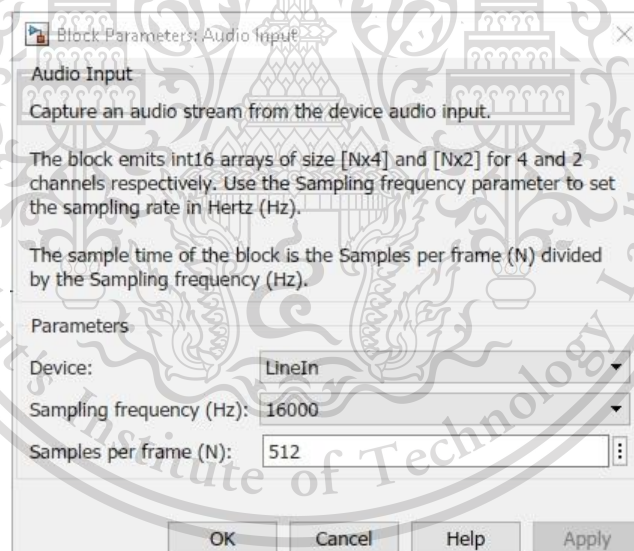 Block Parameters: Audio Input
Audio Input
Capture an audio stream from the device audio input.
The block emits int16 arrays of size [Nx4] and [Nx2] for 4 and 2
channels respectively. Use the Sampling frequency parameter to set
the sampling rate in Hertz (Hz).
The sample time of the block is the Samples per frame (N) divided
by the Sampling frequency (Hz).
Parameters
Device: LineIn
Sampling frequency (Hz): 16000
Samples per frame (N): 512
OK Cancel Help Apply
Institute of Technology